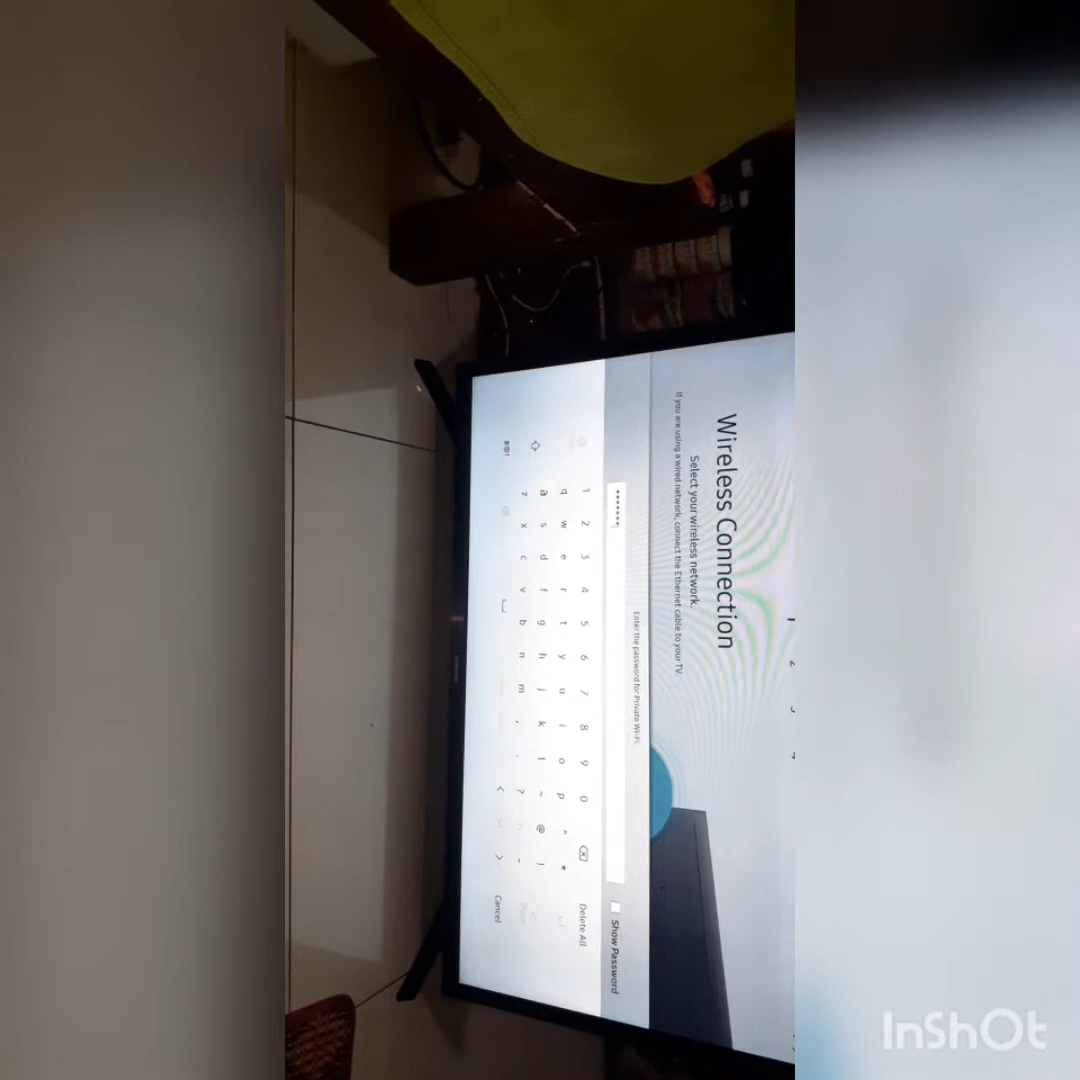 Wireless Connection
Select your wireless network.
If you are using a wired network, connect the Ethernet cable to your TV.
Enter the password for Private Wi-Fi.
*******
Show Password
1 2 3 4 5 6 7 8 9 0 Delete All
q w e r t y u i o p ^ *
a s d f g h j k l ~ @ !
z x c v b n m , . ? -
Done
< >
Cancel
InShOt